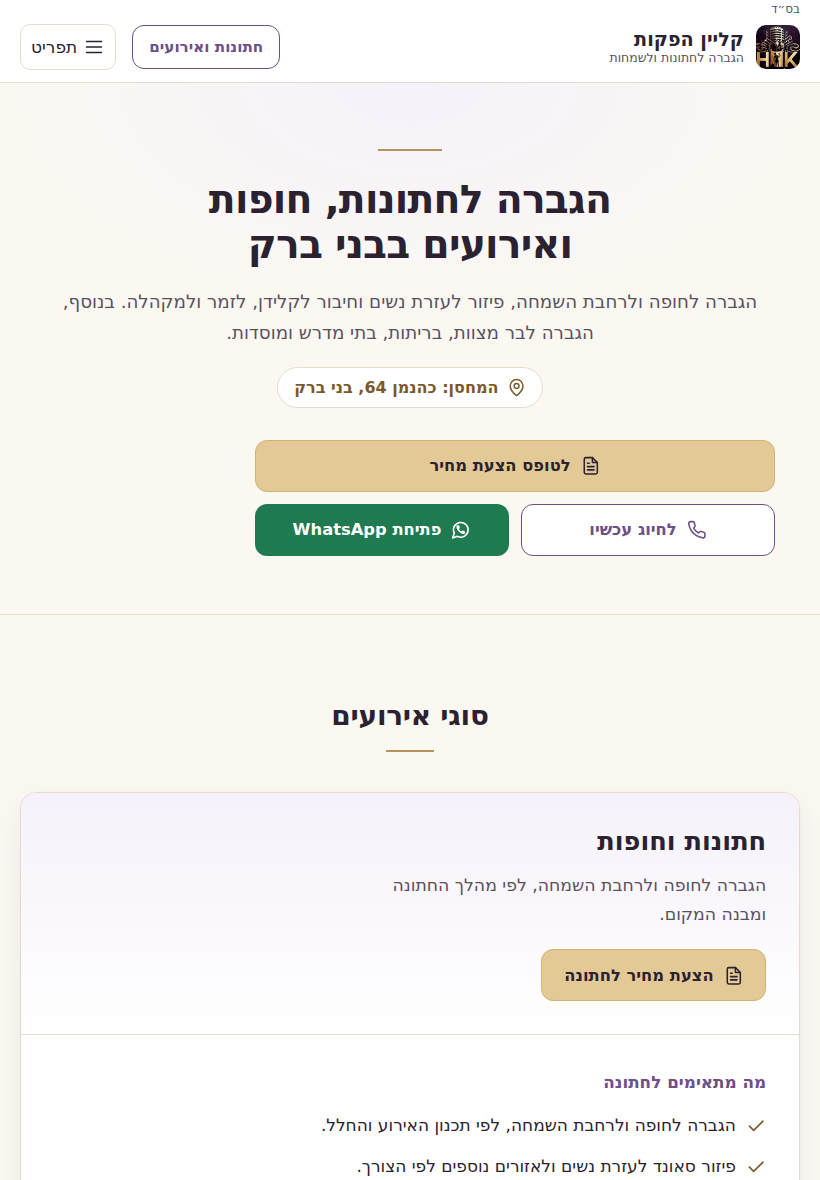 בס״ד
קליין הפקות
הגברה לחתונות ולשמחות
חתונות ואירועים
תפריט
הגברה לחתונות, חופות
ואירועים בבני ברק
הגברה לחופה ולרחבת השמחה, פיזור לעזרת נשים וחיבור לקלידן, לזמר ולמקהלה. בנוסף,
הגברה לבר מצוות, בריתות, בתי מדרש ומוסדות.
המחסן: כהנמן 64, בני ברק
לטופס הצעת מחיר
לחיוג עכשיו
פתיחת WhatsApp
סוגי אירועים
חתונות וחופות
הגברה לחופה ולרחבת השמחה, לפי מהלך החתונה
ומבנה המקום.
הצעת מחיר לחתונה
מה מתאימים לחתונה
הגברה לחופה ולרחבת השמחה, לפי תכנון האירוע והחלל.
פיזור סאונד לעזרת נשים ולאזורים נוספים לפי הצורך.